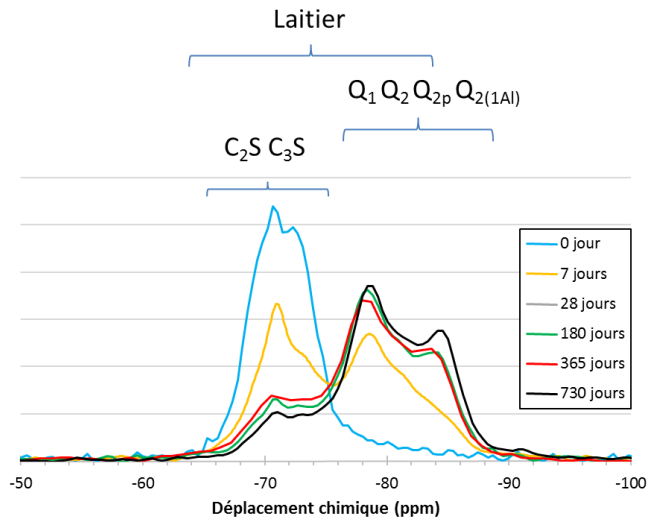 Laitier
Q1 Q2 Q2p Q2(1Al)
C2S C3S
0 jour
7 jours
28 jours
180 jours
365 jours
730 jours
-50 -60 -70 -80 -90 -100
Déplacement chimique (ppm)